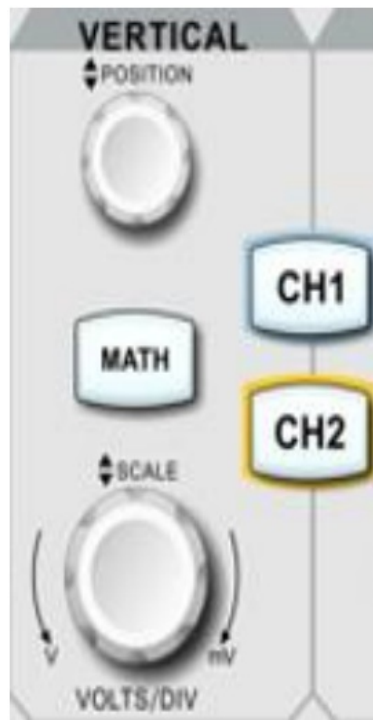 VERTICAL
POSITION
CH1
MATH
CH2
SCALE
V
mV
VOLTS/DIV